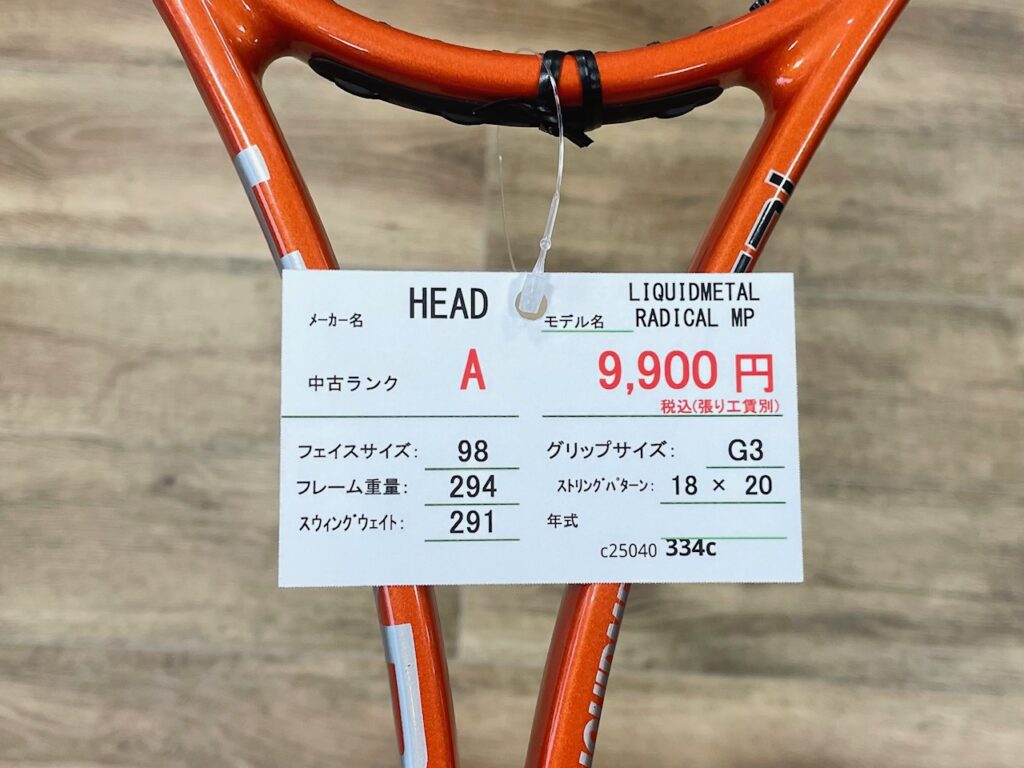 メーカー名 HEAD
モデル名 LIQUIDMETAL
RADICAL MP
中古ランク A
9,900 円
税込(張り工賃別)
フェイスサイズ: 98
グリップサイズ: G3
フレーム重量: 294
ストリングパターン: 18 × 20
スウィングウェイト: 291
年式
c25040 334c